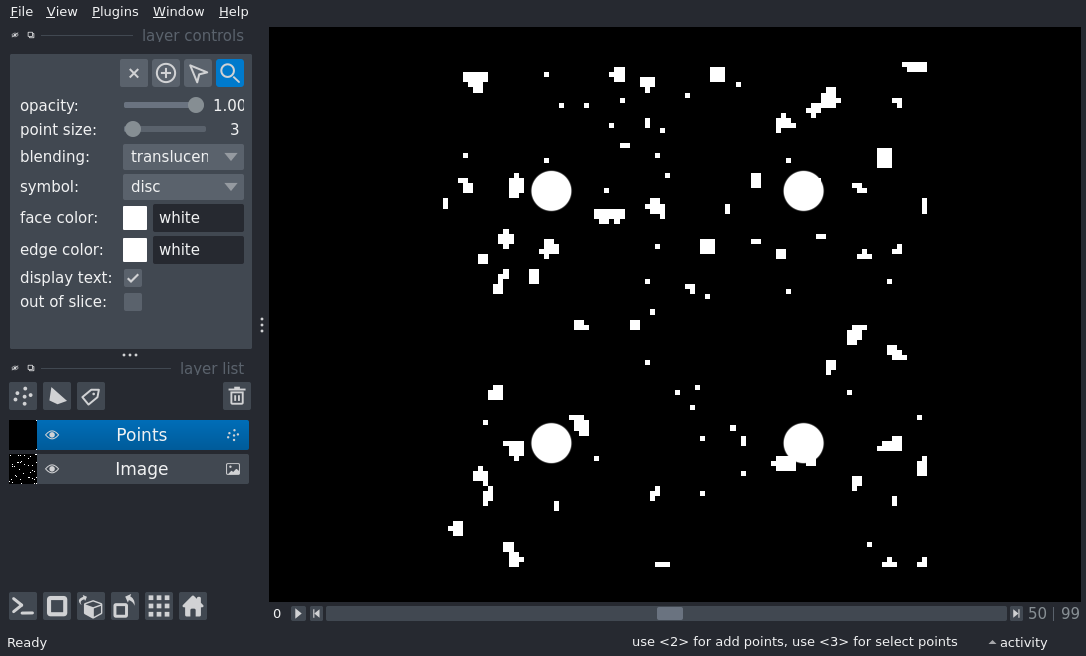 File View Plugins Window Help
layer controls
opacity: 1.00
point size: 3
blending: translucen
symbol: disc
face color: white
edge color: white
display text:
out of slice:
layer list
Points
Image
0 50 | 99
Ready use <2> for add points, use <3> for select points activity